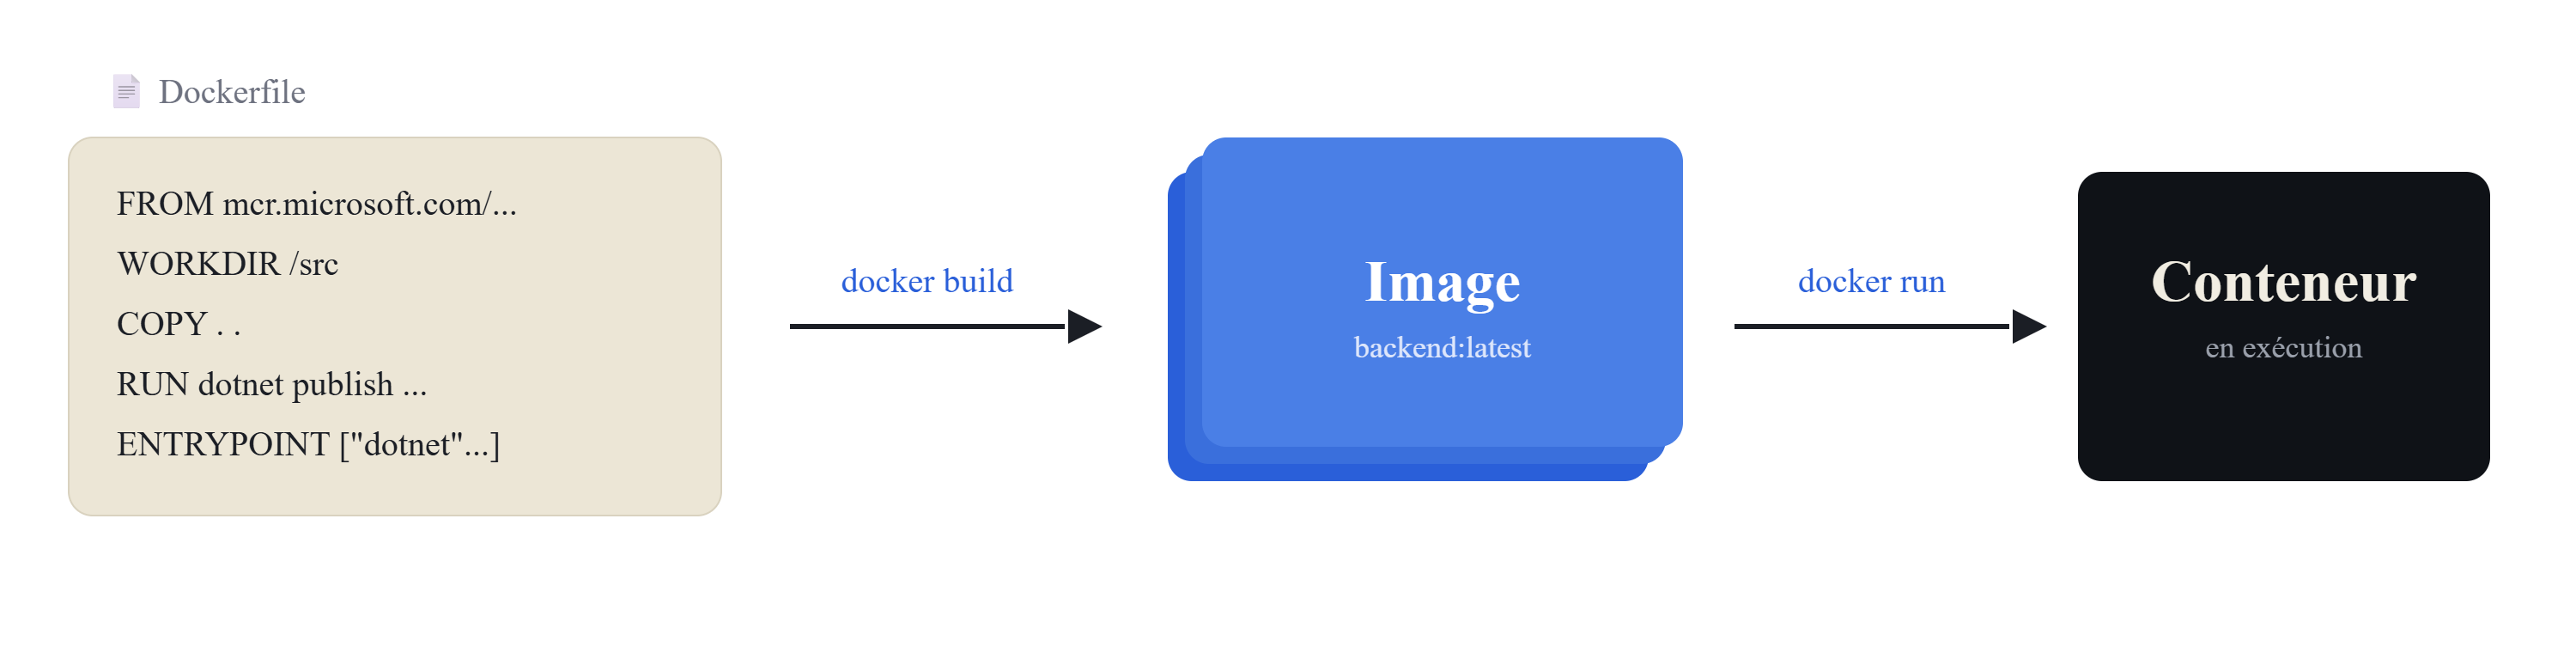 Dockerfile
FROM mcr.microsoft.com/...
WORKDIR /src
COPY . .
RUN dotnet publish ...
ENTRYPOINT ["dotnet"...]
docker build
Image
backend:latest
docker run
Conteneur
en exécution